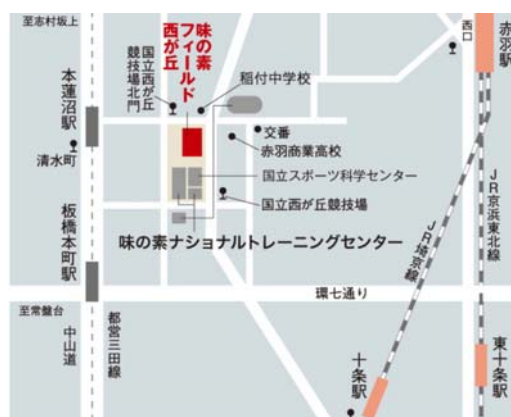 至志村坂上
味の素
フィールド
西が丘
国立西が丘
競技場北門
稲付中学校
西口
赤羽駅
本蓮沼駅
交番
赤羽商業高校
清水町
国立スポーツ科学センター
国立西が丘競技場
板橋本町駅
味の素ナショナルトレーニングセンター
JR京浜東北線
JR埼京線
環七通り
至常盤台
中山道
都営三田線
十条駅
東十条駅